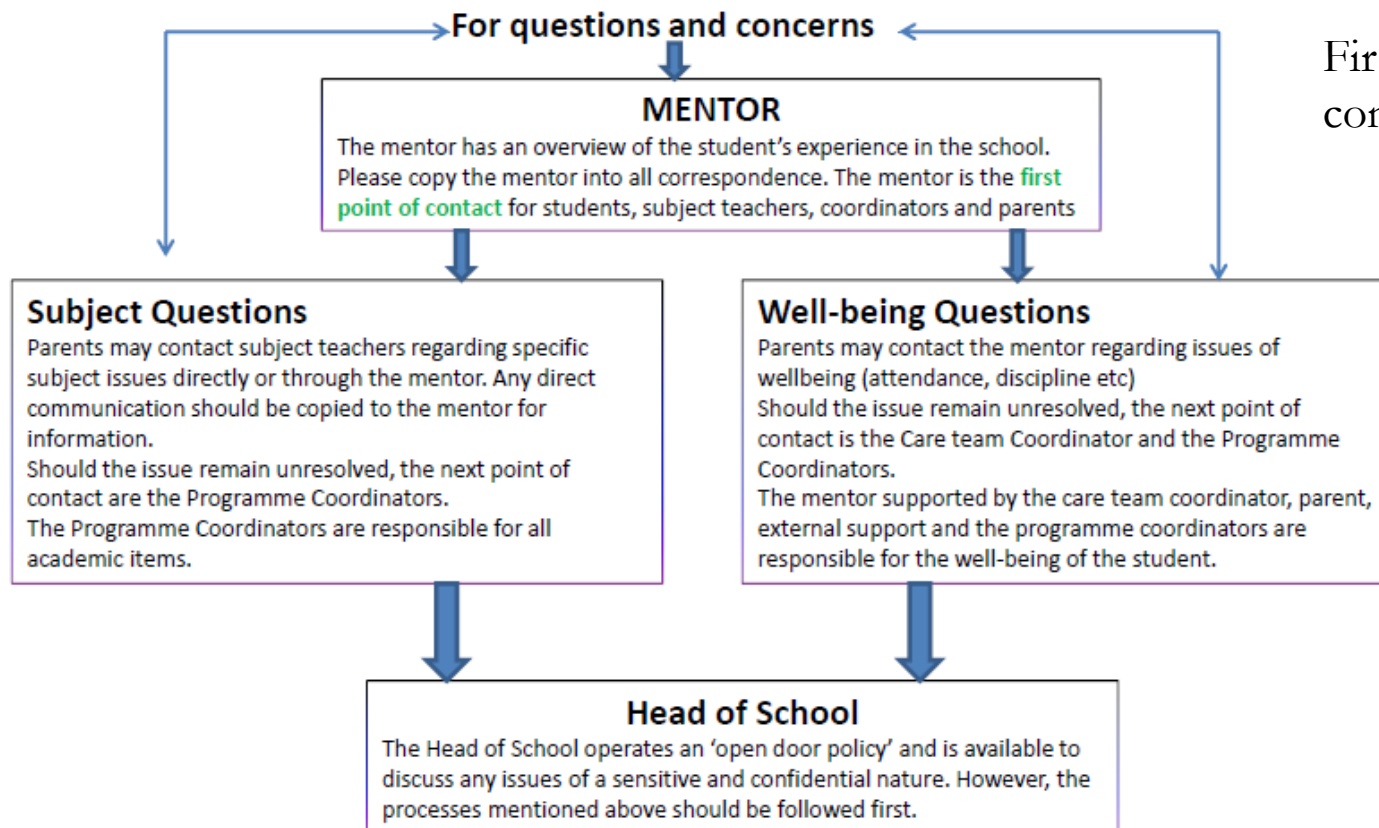 For questions and concerns
MENTOR
The mentor has an overview of the student's experience in the school.
Please copy the mentor into all correspondence. The mentor is the first
point of contact for students, subject teachers, coordinators and parents
Subject Questions
Parents may contact subject teachers regarding specific
subject issues directly or through the mentor. Any direct
communication should be copied to the mentor for
information.
Should the issue remain unresolved, the next point of
contact are the Programme Coordinators.
The Programme Coordinators are responsible for all
academic items.
Well-being Questions
Parents may contact the mentor regarding issues of
wellbeing (attendance, discipline etc)
Should the issue remain unresolved, the next point of
contact is the Care team Coordinator and the Programme
Coordinators.
The mentor supported by the care team coordinator, parent,
external support and the programme coordinators are
responsible for the well-being of the student.
Head of School
The Head of School operates an 'open door policy' and is available to
discuss any issues of a sensitive and confidential nature. However, the
processes mentioned above should be followed first.